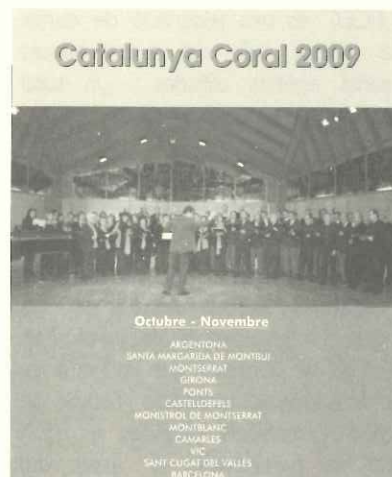 Catalunya Coral 2009
Octubre - Novembre
ARGENTONA
SANTA MARGARIDA DE MONTBUI
MONTSERRAT
GIRONA
PONTS
CASTELLDEFELS
MONISTROL DE MONTSERRAT
MONTBLANC
CAMARLES
VIC
SANT CUGAT DEL VALLÈS
BARCELONA